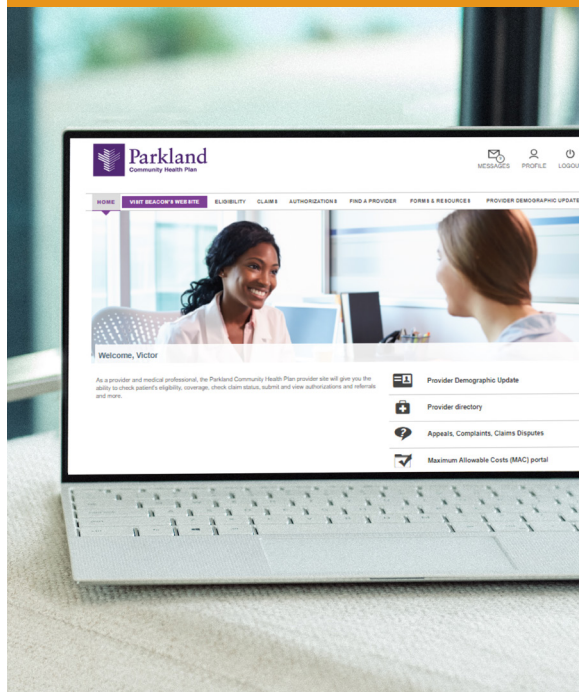 Parkland
Community Health Plan
MESSAGES PROFILE LOGOUT
HOME VISIT BEACON'S WEBSITE ELIGIBILITY CLAIMS AUTHORIZATIONS FIND A PROVIDER FORMS & RESOURCES PROVIDER DEMOGRAPHIC UPDATE
Welcome, Victor
As a provider and medical professional, the Parkland Community Health Plan provider site will give you the
ability to check patient's eligibility, coverage, check claim status, submit and view authorizations and referrals
and more.
Provider Demographic Update
Provider directory
Appeals, Complaints, Claims Disputes
Maximum Allowable Costs (MAC) portal